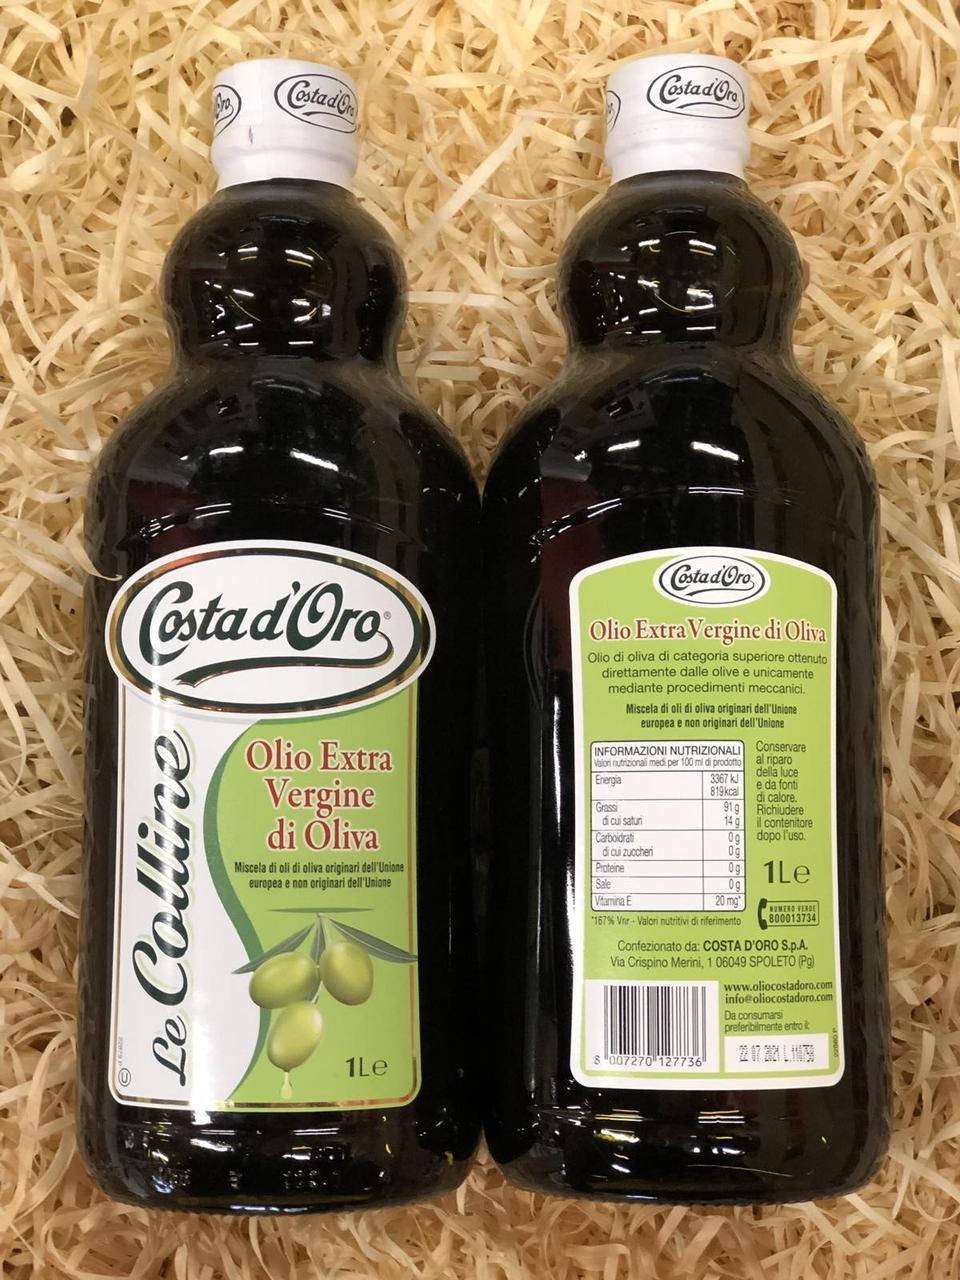 Costa d'Oro
Costa d'Oro
Costa d'Oro®
Le Colline
Olio Extra
Vergine
di Oliva
Miscela di oli di oliva originari dell'Unione
europea e non originari dell'Unione
1Le
Costa d'Oro
Olio Extra Vergine di Oliva
Olio di oliva di categoria superiore ottenuto
direttamente dalle olive e unicamente
mediante procedimenti meccanici.
Miscela di oli di oliva originari dell'Unione
europea e non originari dell'Unione
INFORMAZIONI NUTRIZIONALI
Valori nutrizionali medi per 100 ml di prodotto
Energia 3367 kJ
819 kcal
Grassi 91 g
di cui saturi 14 g
Carboidrati 0 g
di cui zuccheri 0 g
Proteine 0 g
Sale 0 g
Vitamina E 20 mg*
*167% Vnr - Valori nutritivi di riferimento
Conservare
al riparo
della luce
e da fonti
di calore.
Richiudere
il contenitore
dopo l'uso.
1Le
NUMERO VERDE
800013734
Confezionato da: COSTA D'ORO S.p.A.
Via Crispino Merini, 1 06049 SPOLETO (Pg)
www.oliocostadoro.com
info@oliocostadoro.com
Da consumarsi
preferibilmente entro il:
22 07 2021 L.110759
8 007270 127736